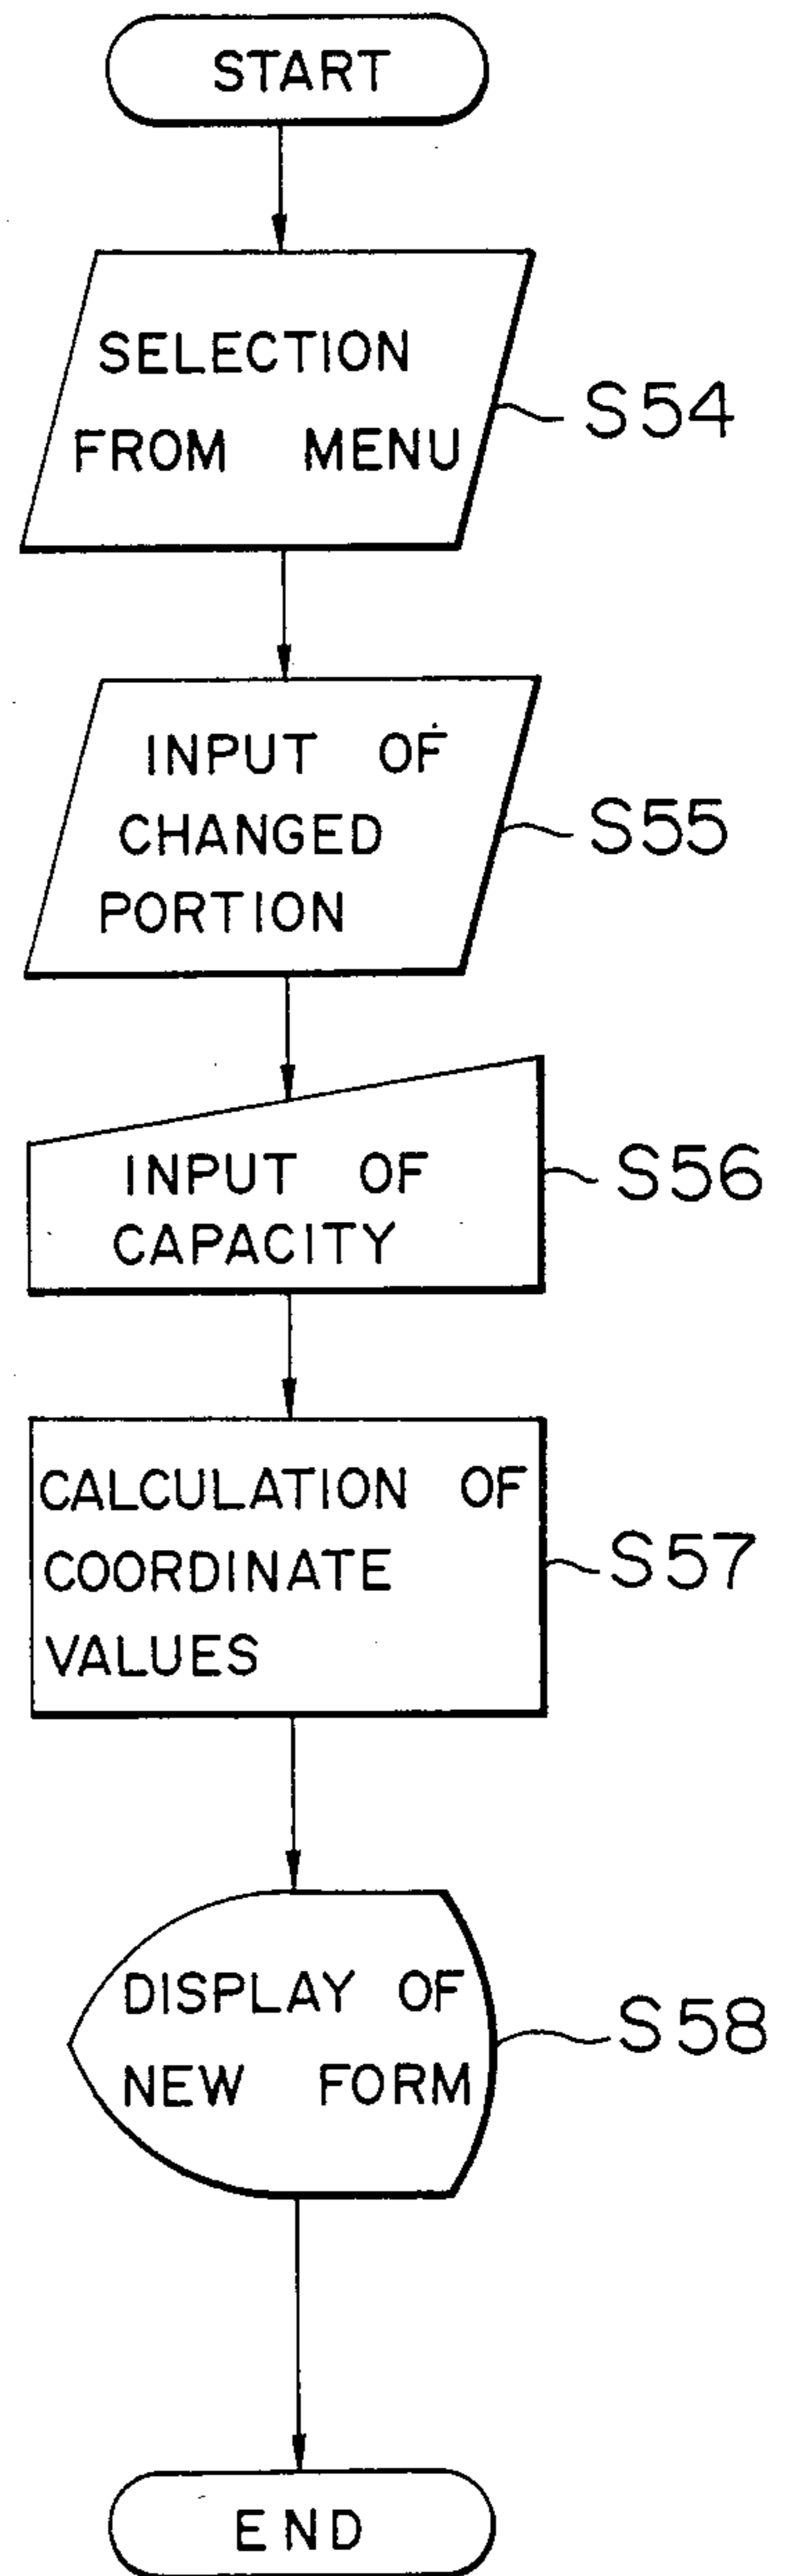 START
SELECTION
FROM MENU
S54
INPUT OF
CHANGED
PORTION
S55
INPUT OF
CAPACITY
S56
CALCULATION OF
COORDINATE
VALUES
S57
DISPLAY OF
NEW FORM
S58
END